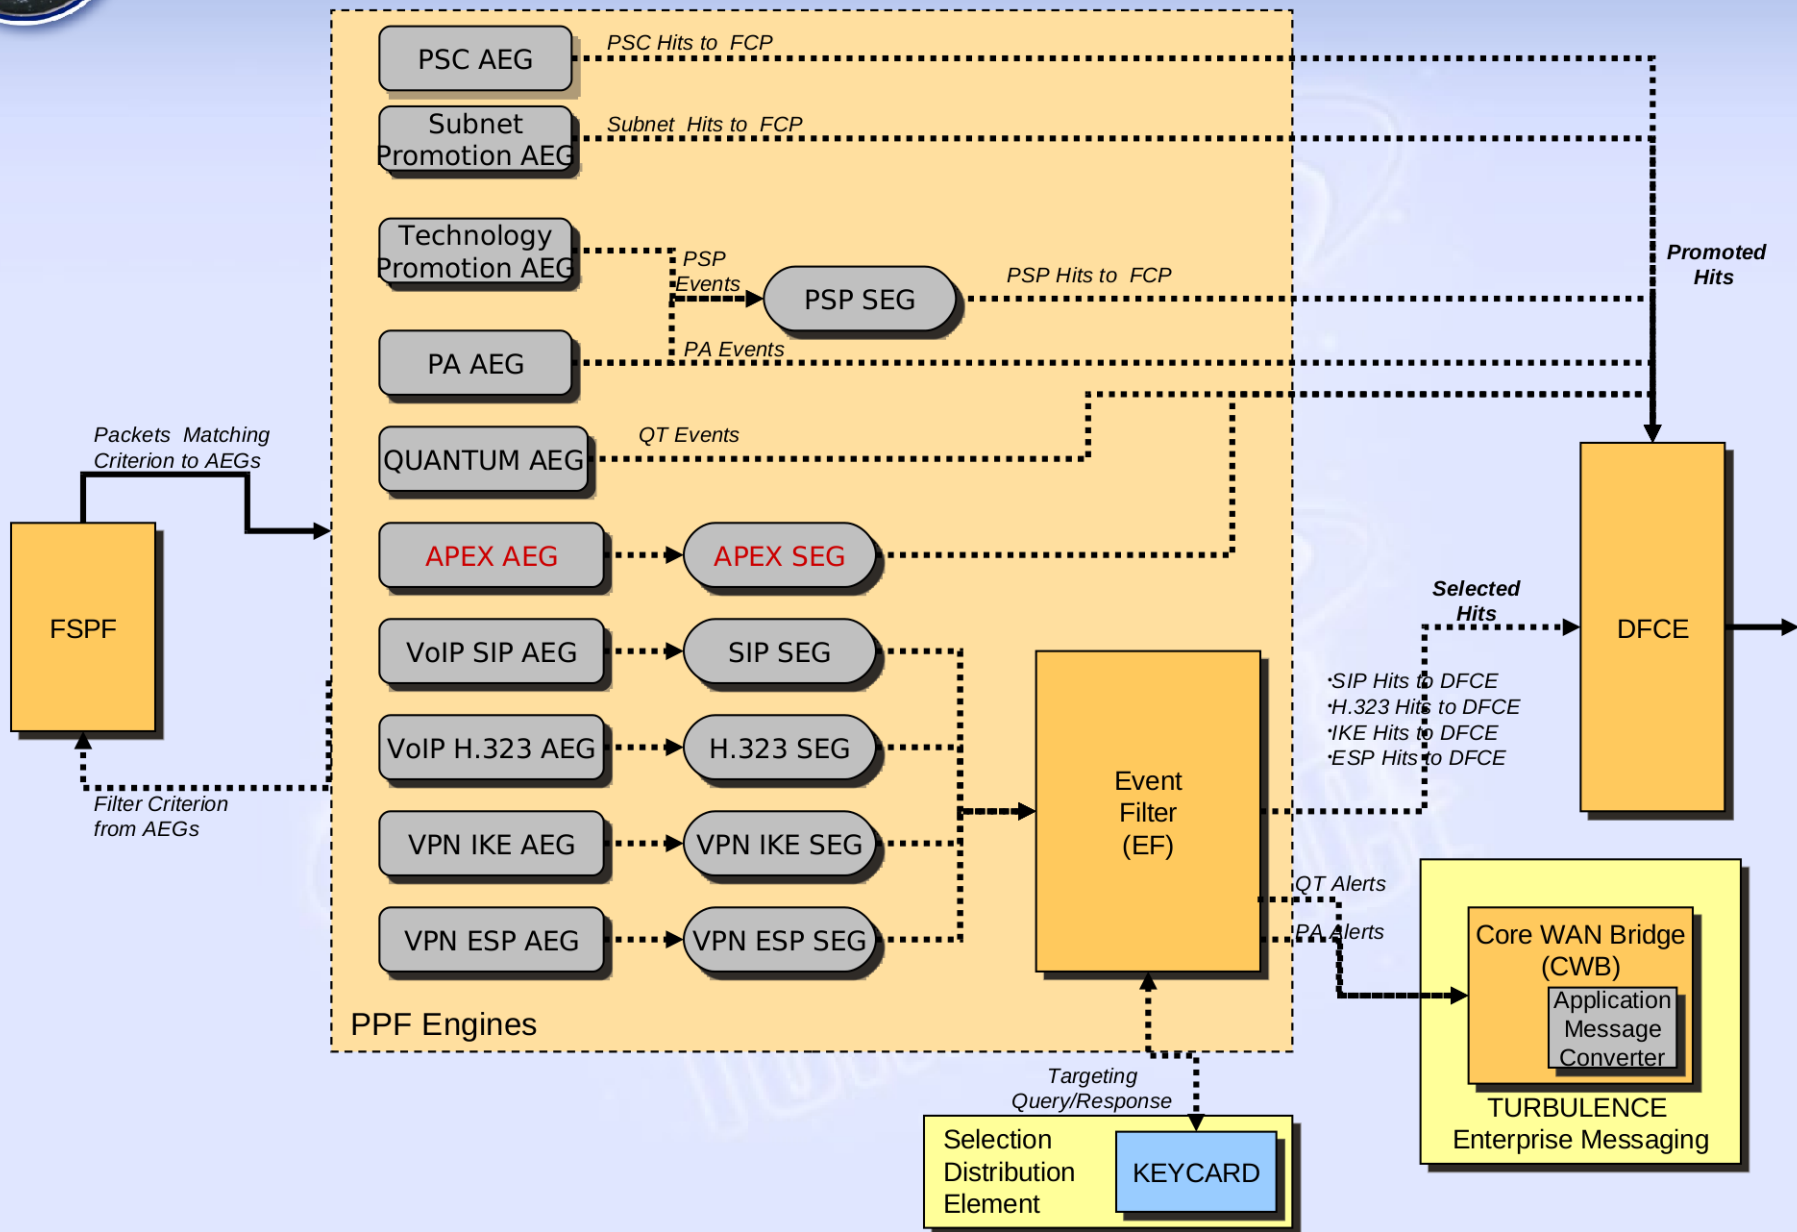 PSC AEG
PSC Hits to FCP
Subnet
Promotion AEG
Subnet Hits to FCP
Technology
Promotion AEG
PSP
Events
PSP SEG
PSP Hits to FCP
Promoted
Hits
PA AEG
PA Events
QUANTUM AEG
QT Events
Packets Matching
Criterion to AEGs
APEX AEG
APEX SEG
FSPF
VoIP SIP AEG
SIP SEG
Selected
Hits
DFCE
•SIP Hits to DFCE
•H.323 Hits to DFCE
•IKE Hits to DFCE
•ESP Hits to DFCE
VoIP H.323 AEG
H.323 SEG
Event
Filter
(EF)
Filter Criterion
from AEGs
VPN IKE AEG
VPN IKE SEG
VPN ESP AEG
VPN ESP SEG
QT Alerts
PA Alerts
Core WAN Bridge
(CWB)
Application
Message
Converter
TURBULENCE
Enterprise Messaging
PPF Engines
Targeting
Query/Response
Selection
Distribution
Element
KEYCARD